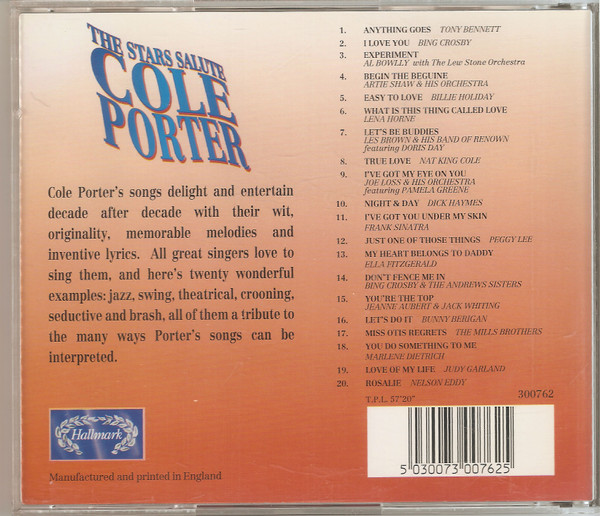 THE STARS SALUTE
COLE
PORTER
Cole Porter's songs delight and entertain
decade after decade with their wit,
originality, memorable melodies and
inventive lyrics. All great singers love to
sing them, and here's twenty wonderful
examples: jazz, swing, theatrical, crooning,
seductive and brash, all of them a tribute to
the many ways Porter's songs can be
interpreted.
Hallmark
Manufactured and printed in England
1. ANYTHING GOES TONY BENNETT
2. I LOVE YOU BING CROSBY
3. EXPERIMENT
AL BOWLLY with The Lew Stone Orchestra
4. BEGIN THE BEGUINE
ARTIE SHAW & HIS ORCHESTRA
5. EASY TO LOVE BILLIE HOLIDAY
6. WHAT IS THIS THING CALLED LOVE
LENA HORNE
7. LET'S BE BUDDIES
LES BROWN & HIS BAND OF RENOWN
featuring DORIS DAY
8. TRUE LOVE NAT KING COLE
9. I'VE GOT MY EYE ON YOU
JOE LOSS & HIS ORCHESTRA
featuring PAMELA GREENE
10. NIGHT & DAY DICK HAYMES
11. I'VE GOT YOU UNDER MY SKIN
FRANK SINATRA
12. JUST ONE OF THOSE THINGS PEGGY LEE
13. MY HEART BELONGS TO DADDY
ELLA FITZGERALD
14. DON'T FENCE ME IN
BING CROSBY & THE ANDREWS SISTERS
15. YOU'RE THE TOP
JEANNE AUBERT & JACK WHITING
16. LET'S DO IT BUNNY BERIGAN
17. MISS OTIS REGRETS THE MILLS BROTHERS
18. YOU DO SOMETHING TO ME
MARLENE DIETRICH
19. LOVE OF MY LIFE JUDY GARLAND
20. ROSALIE NELSON EDDY
T.P.L. 57'20" 300762
5 030073 007625